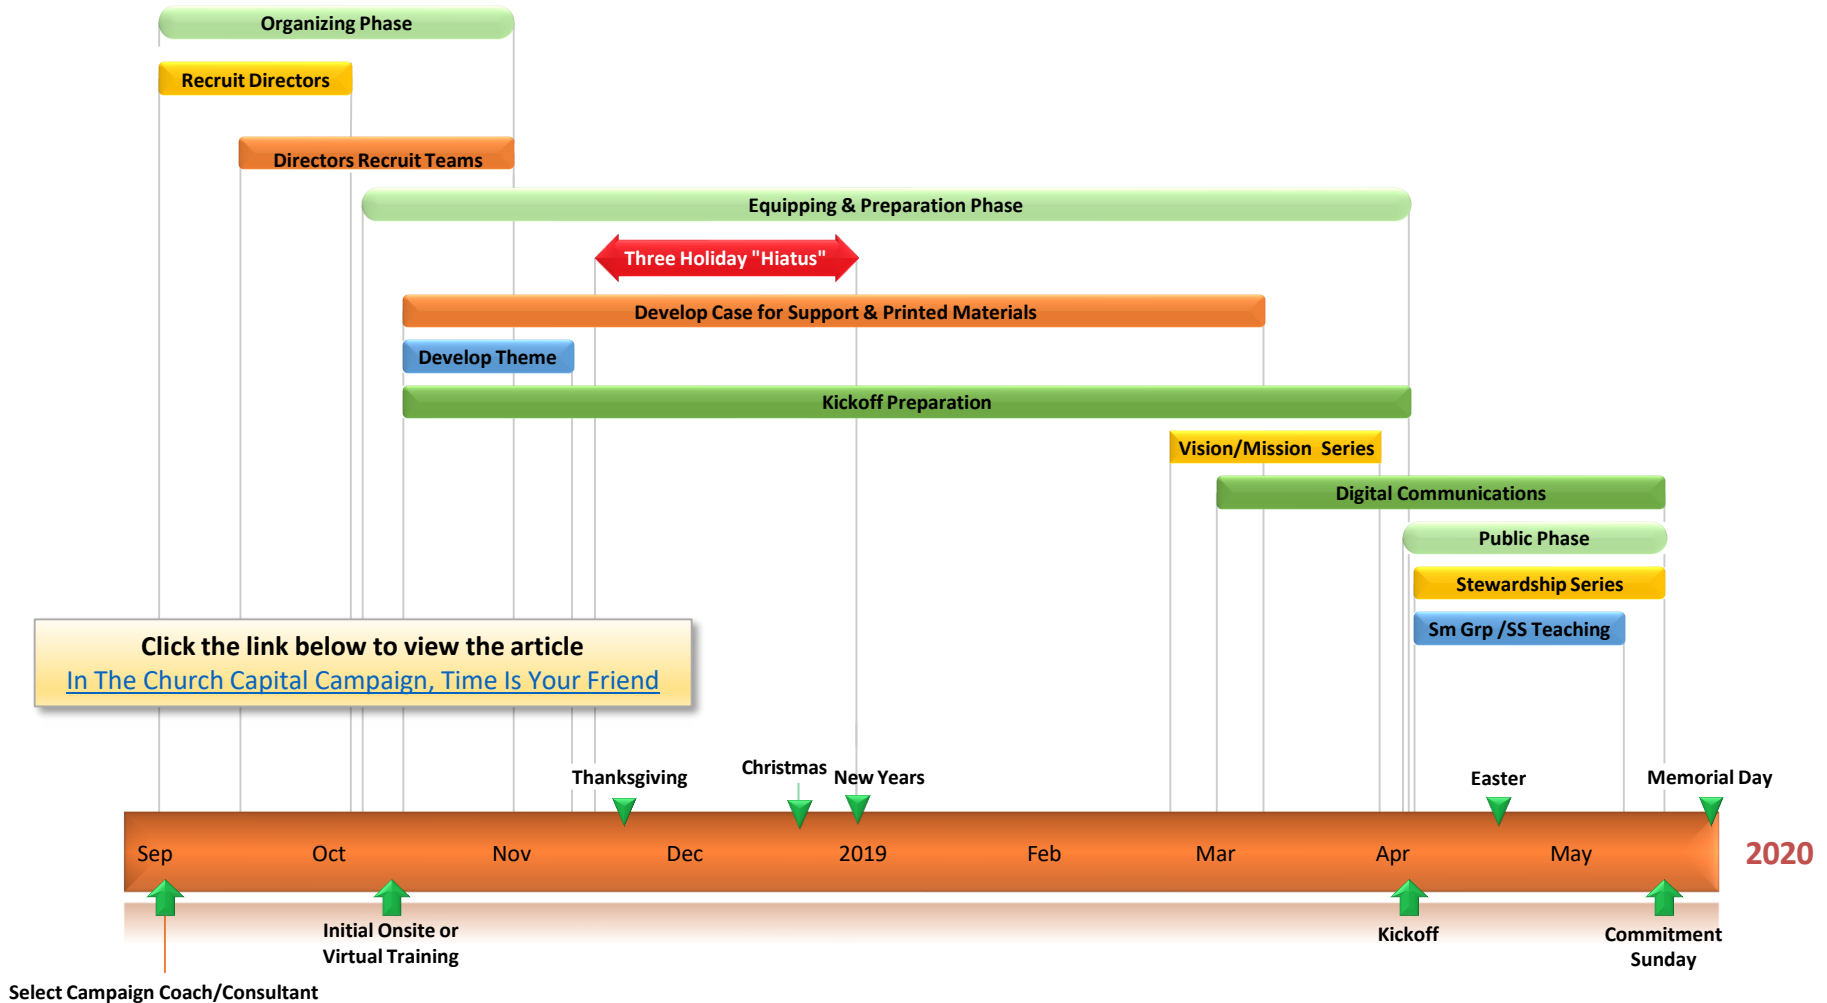 Organizing Phase
Recruit Directors
Directors Recruit Teams
Equipping & Preparation Phase
Three Holiday "Hiatus"
Develop Case for Support & Printed Materials
Develop Theme
Kickoff Preparation
Vision/Mission  Series
Digital Communications
Public Phase
Stewardship Series
Sm Grp /SS Teaching
Click the link below to view the article
In The Church Capital Campaign, Time Is Your Friend
Thanksgiving
Christmas
New Years
Easter
Memorial Day
Sep
Oct
Nov
Dec
2019
Feb
Mar
Apr
May
2020
Initial Onsite or
Virtual Training
Kickoff
Commitment
Sunday
Select Campaign Coach/Consultant